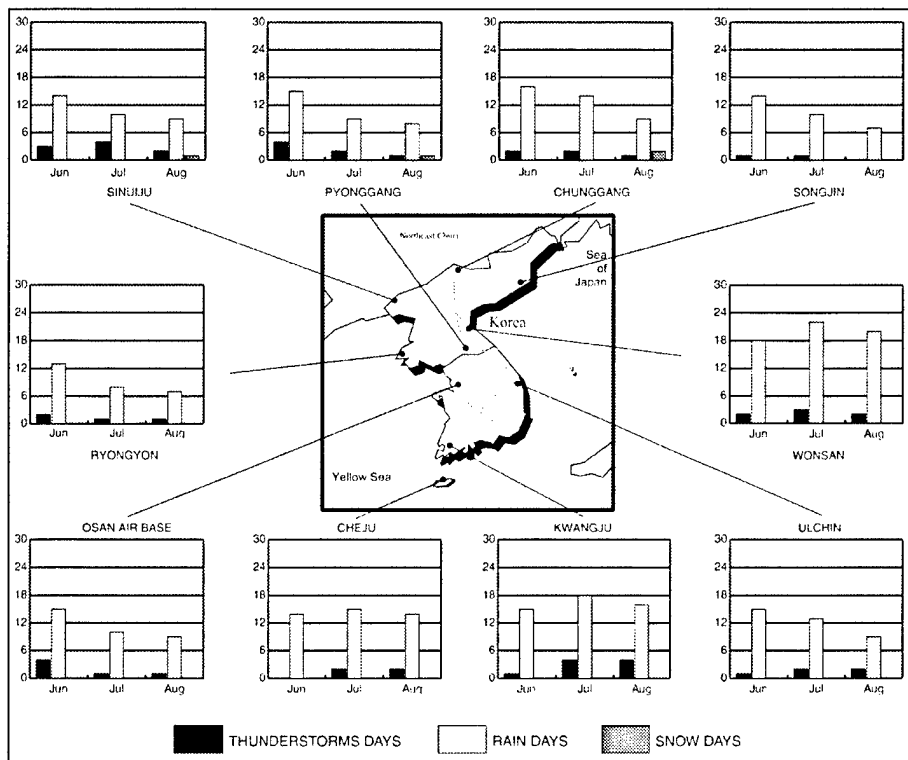 30 24 18 12 6 0 Jun Jul Aug
SINUIJU
30 24 18 12 6 0 Jun Jul Aug
PYONGGANG
30 24 18 12 6 0 Jun Jul Aug
CHUNGGANG
30 24 18 12 6 0 Jun Jul Aug
SONGJIN
Northeast China
Sea
of
Japan
Korea
Yellow Sea
30 24 18 12 6 Jun Jul Aug
RYONGYON
30 24 18 12 6 Jun Jul Aug
WONSAN
OSAN AIR BASE
30 24 18 12 6 0 Jun Jul Aug
CHEJU
30 24 18 12 6 0 Jun Jul Aug
KWANGJU
30 24 18 12 6 0 Jun Jul Aug
ULCHIN
30 24 18 12 6 0 Jun Jul Aug
THUNDERSTORMS DAYS RAIN DAYS SNOW DAYS